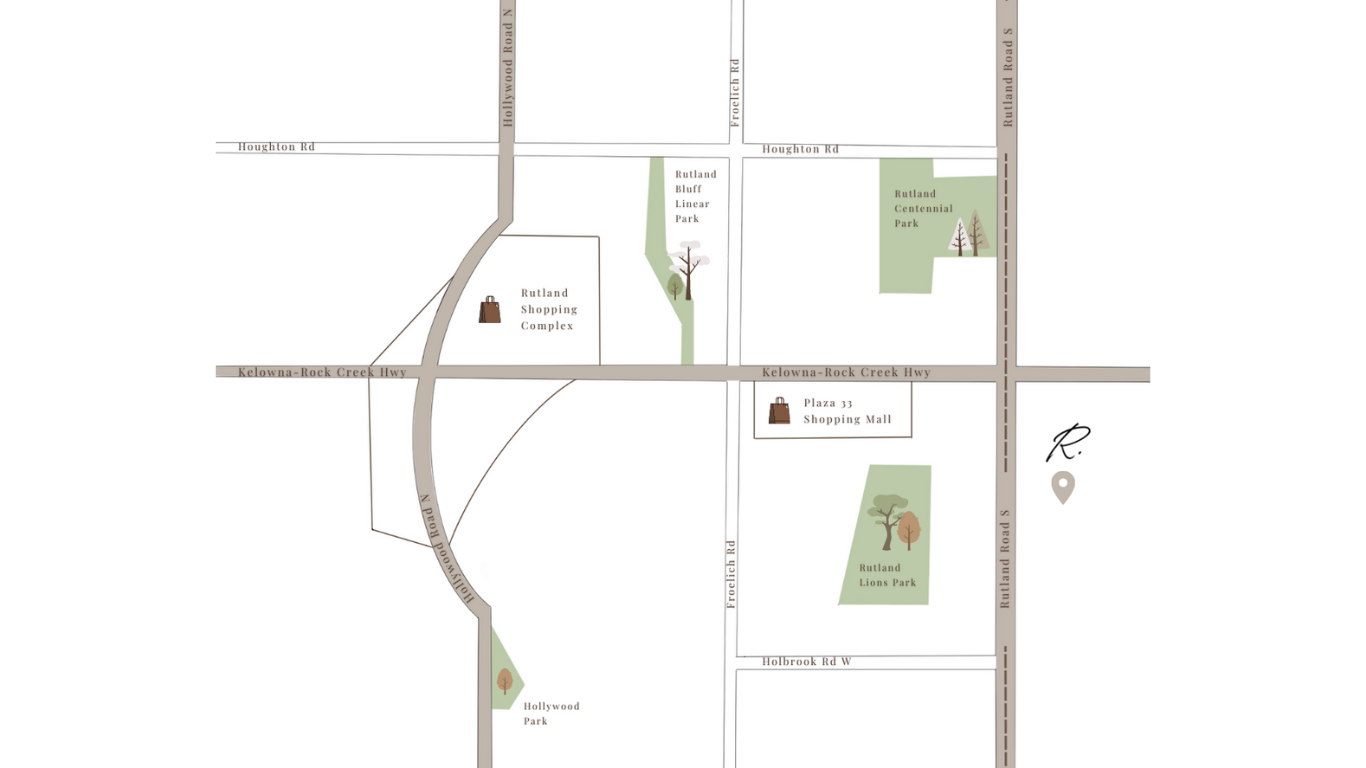 Hollywood Road N
Froelich Rd
Rutland Road S
Houghton Rd
Houghton Rd
Rutland
Bluff
Linear
Park
Rutland
Centennial
Park
Rutland
Shopping
Complex
Kelowna-Rock Creek Hwy
Kelowna-Rock Creek Hwy
Plaza 33
Shopping Mall
R.
Hollywood Road N
Froelich Rd
Rutland Road S
Rutland
Lions Park
Holbrook Rd W
Hollywood
Park